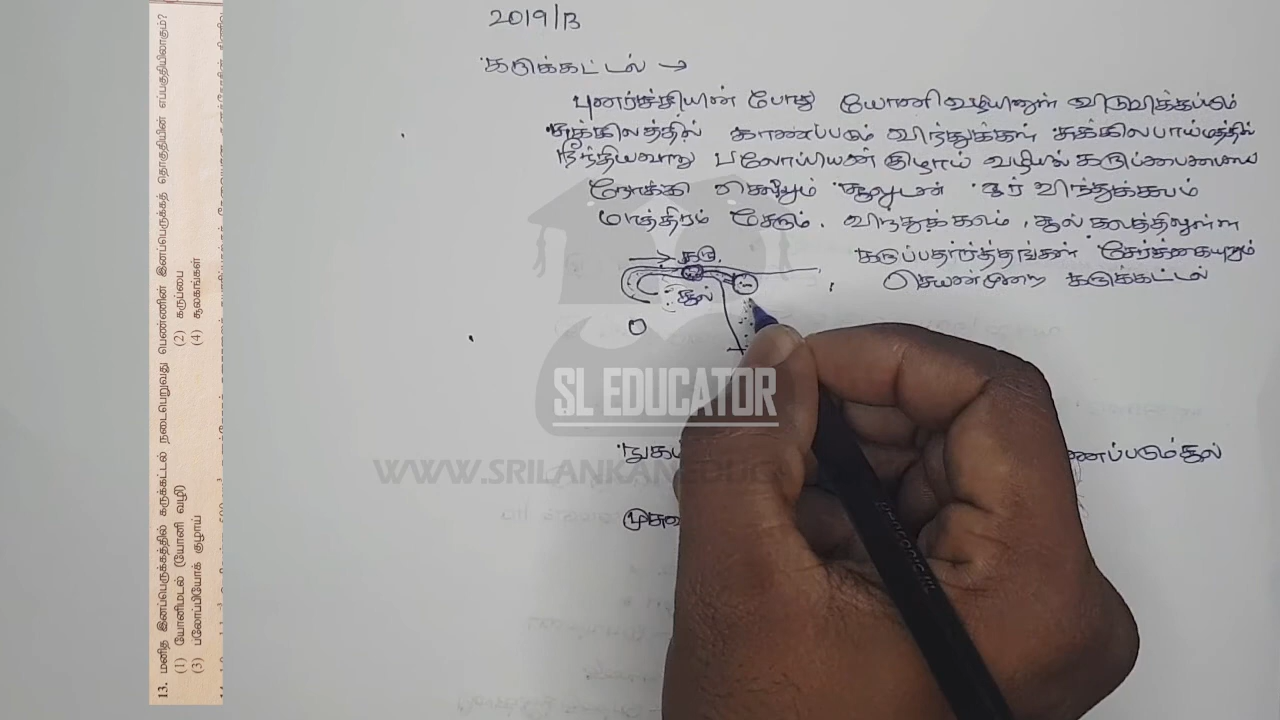 13. மனித இனப்பெருக்கத்தில் கருக்கட்டல் நடைபெறுவது பெண்ணின் இனப்பெருக்கத் தொகுதியின் எப்பகுதியிலாகும்?
(1) யோனிமடல் (யோனி வழி) (2) கருப்பை
(3) பலோப்பியோக் குழாய் (4) சூலகங்கள்
2019/B
கருக்கட்டல் →
புணர்ச்சியின் போது யோனி வழியினுள் விடுவிக்கப்படும்
சுக்கிலத்தில் காணப்படும் விந்துக்கள் சுக்கிலபாய்மத்தில்
நீந்தியவாறு பலோப்பியன் குழாய் வழியில்
நோக்கி செல்லும் சூலுடன் ஓர் விந்துக்கலம்
மாத்திரம் சேரும். விந்துக்கலம், சூல் கலத்திலுள்ள
கருப்பதார்த்தங்கள் சேர்க்கையுறும்
செயன்முறை கருக்கட்டல்
கரு
சூல்
SL EDUCATOR
WWW.SRILANKANEDUC